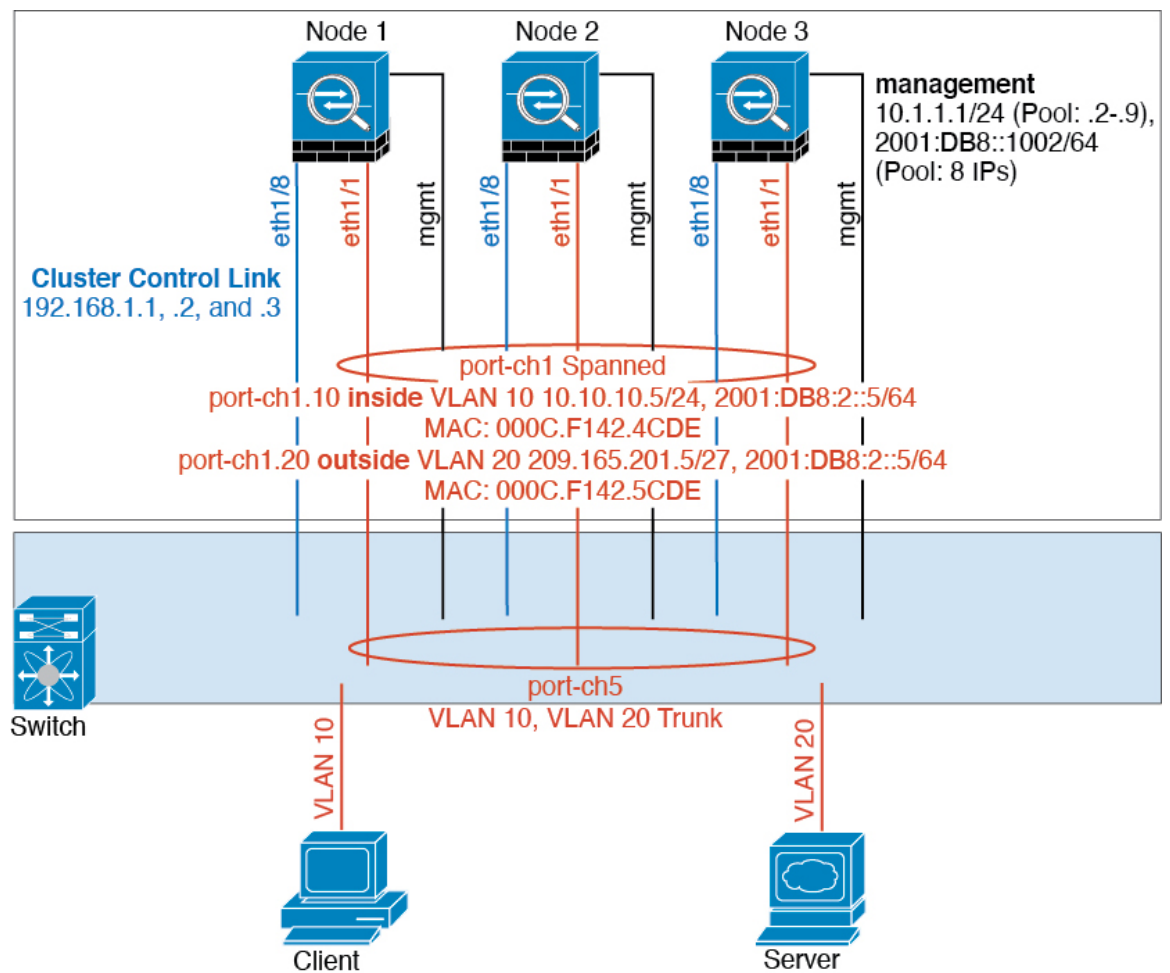 Node 1
Node 2
Node 3
management
10.1.1.1/24 (Pool: .2-.9),
2001:DB8::1002/64
(Pool: 8 IPs)
eth1/8
eth1/1
mgmt
eth1/8
eth1/1
mgmt
eth1/8
eth1/1
mgmt
Cluster Control Link
192.168.1.1, .2, and .3
port-ch1 Spanned
port-ch1.10 inside VLAN 10 10.10.10.5/24, 2001:DB8:2::5/64
MAC: 000C.F142.4CDE
port-ch1.20 outside VLAN 20 209.165.201.5/27, 2001:DB8:2::5/64
MAC: 000C.F142.5CDE
Switch
port-ch5
VLAN 10, VLAN 20 Trunk
VLAN 10
VLAN 20
Client
Server